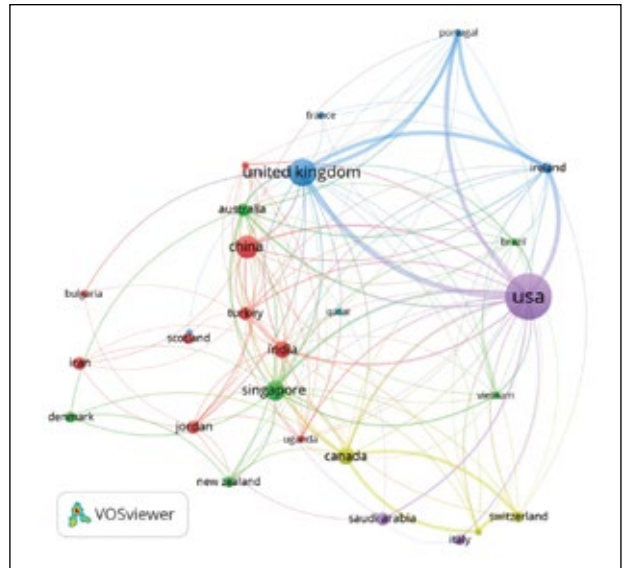 portugal
france
united kingdom
ireland
australia
brazil
china
bulgaria
usa
turkey
qatar
scotland
india
iran
singapore
vietnam
denmark
jordan
uganda
canada
new zealand
VOSviewer
saudi arabia
switzerland
italy